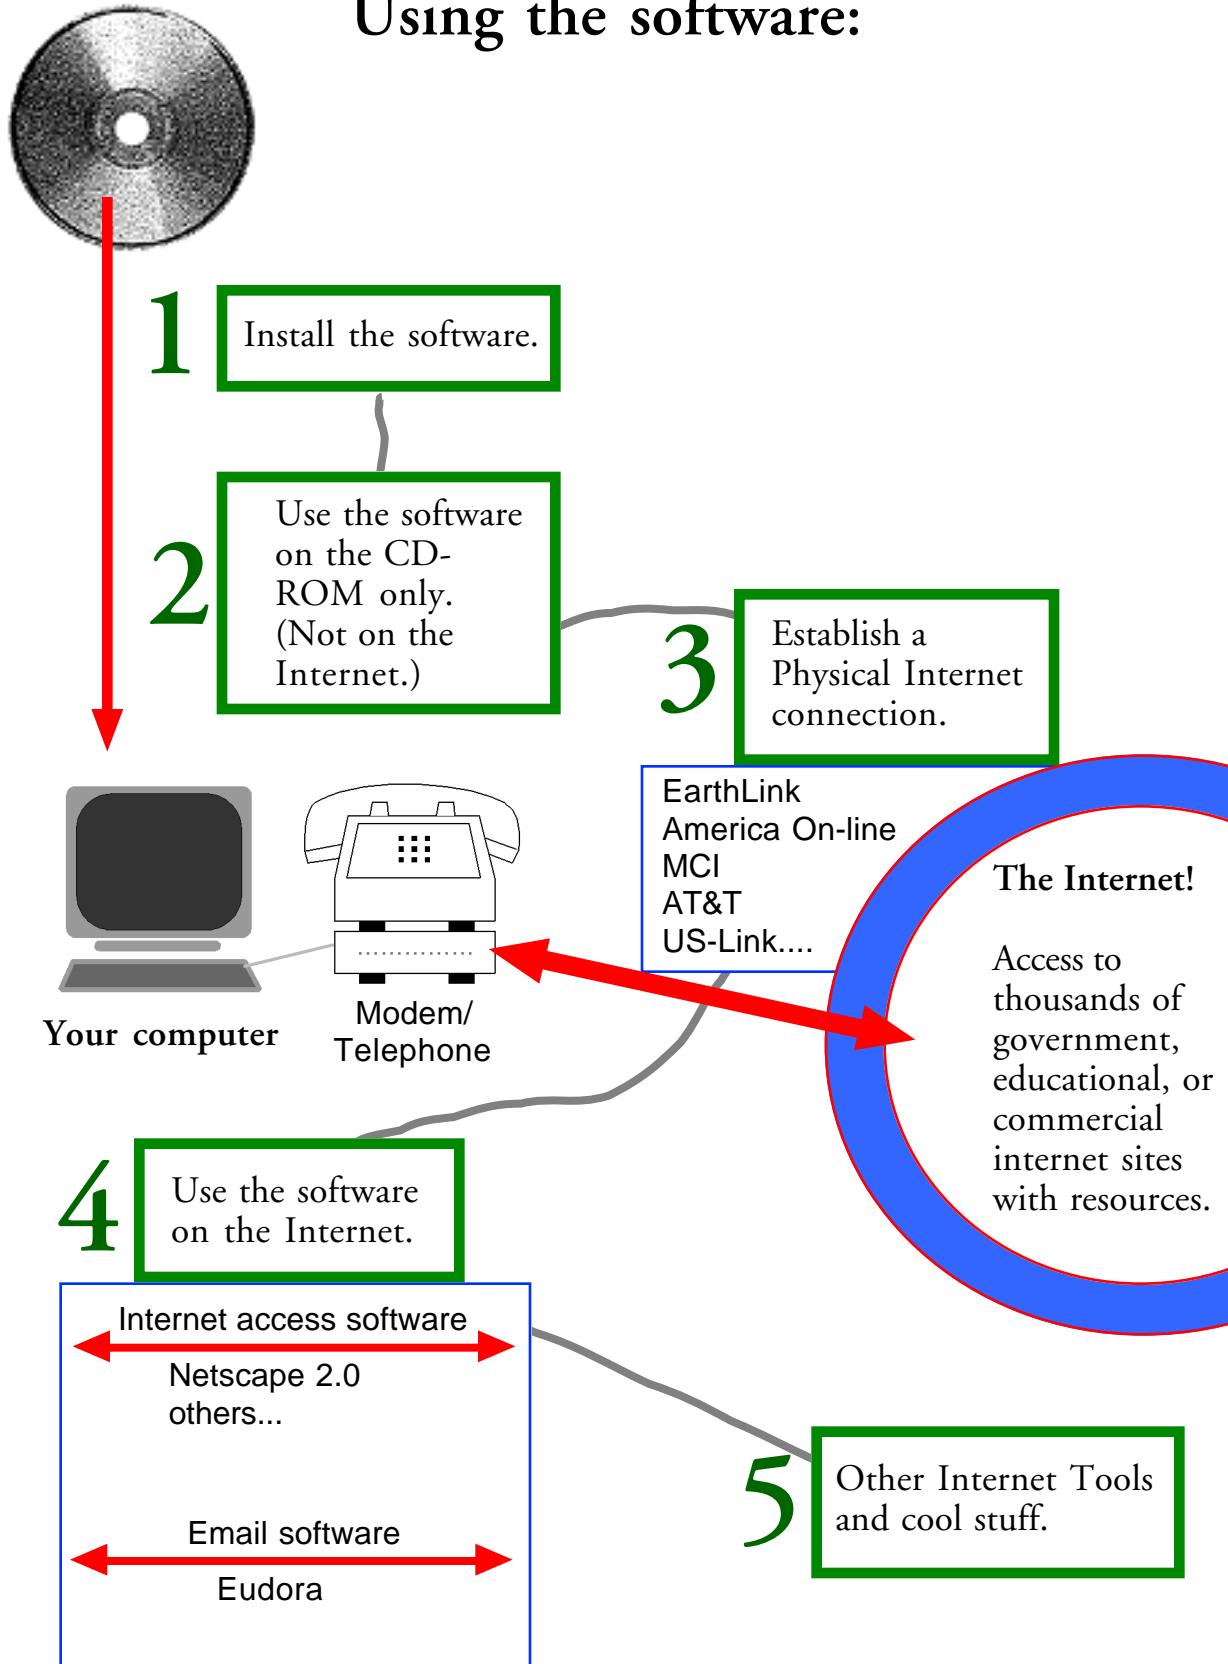 Using the software:
1
Install the software.
2
Use the software
on the CD-
ROM only.
(Not on the
Internet.)
3
Establish a
Physical Internet
connection.
EarthLink
America On-line
MCI
AT&T
US-Link....
The Internet!
Access to
thousands of
government,
educational, or
commercial
internet sites
with resources.
Your computer
Modem/
Telephone
4
Use the software
on the Internet.
Internet access software
Netscape 2.0
others...
Email software
Eudora
5
Other Internet Tools
and cool stuff.